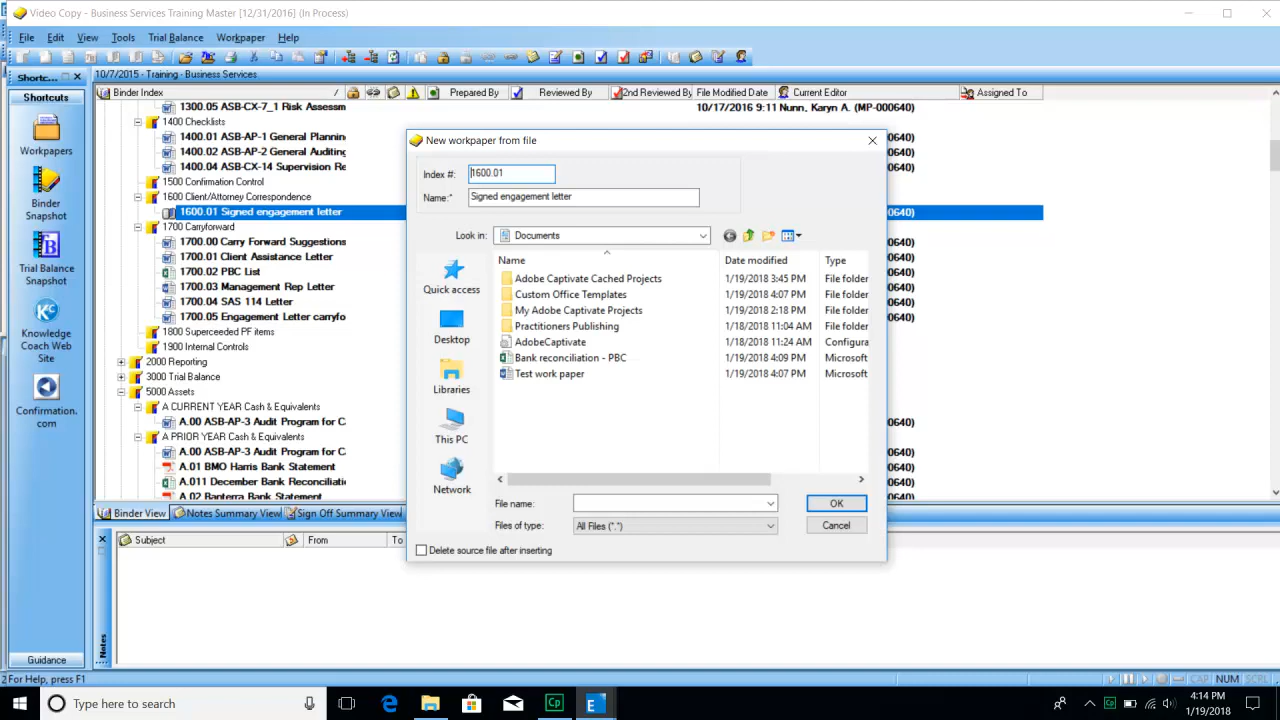 Video Copy - Business Services Training Master [12/31/2016] (In Process)
File Edit View Tools Trial Balance Workpaper Help
Shortc...
10/7/2015 - Training - Business Services
Binder Index
Prepared By
Reviewed By
2nd Reviewed By
File Modified Date
Current Editor
Assigned To
Shortcuts
Workpapers
Binder
Snapshot
Trial Balance
Snapshot
Knowledge
Coach Web
Site
Confirmation.
com
Guidance
1300.05 ASB-CX-7_1 Risk Assessm
10/17/2016 9:11 Nunn, Karyn A. (MP-000640)
1400 Checklists
1400.01 ASB-AP-1 General Planning
1400.02 ASB-AP-2 General Auditing
1400.04 ASB-CX-14 Supervision Re
1500 Confirmation Control
1600 Client/Attorney Correspondence
1600.01 Signed engagement letter
1700 Carryforward
1700.00 Carry Forward Suggestions
1700.01 Client Assistance Letter
1700.02 PBC List
1700.03 Management Rep Letter
1700.04 SAS 114 Letter
1700.05 Engagement Letter carryfo
1800 Superceeded PF items
1900 Internal Controls
2000 Reporting
3000 Trial Balance
5000 Assets
A CURRENT YEAR Cash & Equivalents
A.00 ASB-AP-3 Audit Program for C
A PRIOR YEAR Cash & Equivalents
A.00 ASB-AP-3 Audit Program for C
A.01 BMO Harris Bank Statement
A.011 December Bank Reconciliatio
A.02 Banterra Bank Statement
New workpaper from file
Index #:
1600.01
Name:*
Signed engagement letter
Look in:
Documents
Quick access
Desktop
Libraries
This PC
Network
Name
Date modified
Type
Adobe Captivate Cached Projects 1/19/2018 3:45 PM File folder
Custom Office Templates 1/19/2018 4:07 PM File folder
My Adobe Captivate Projects 1/19/2018 2:18 PM File folder
Practitioners Publishing 1/18/2018 11:04 AM File folder
AdobeCaptivate 1/18/2018 11:24 AM Configura
Bank reconciliation - PBC 1/19/2018 4:09 PM Microsoft
Test work paper 1/19/2018 4:07 PM Microsoft
File name:
OK
Files of type:
All Files (*.*)
Cancel
Delete source file after inserting
Binder View Notes Summary View Sign Off Summary View
Subject
From
To
Notes
For Help, press F1
CAP NUM SCRL
Type here to search
4:14 PM
1/19/2018